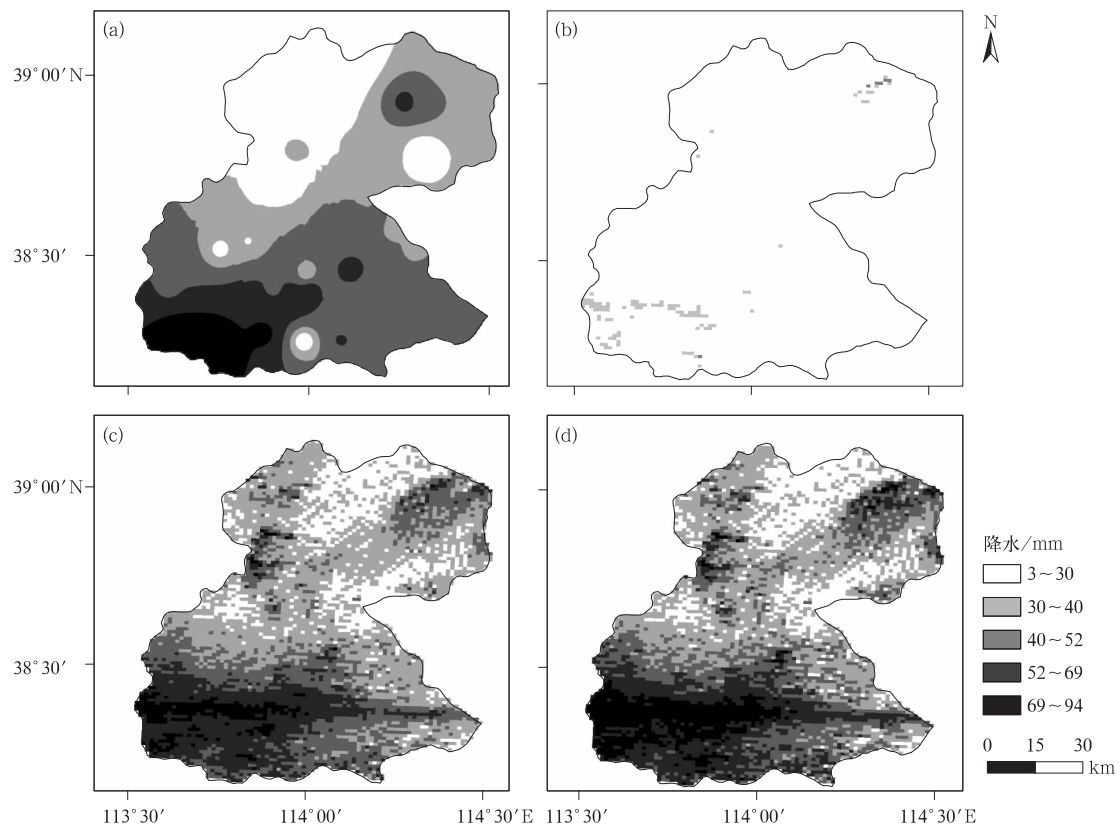 (a)
(b)
N
39°00′N
38°30′
(c)
(d)
39°00′N
38°30′
降水/mm
3～30
30～40
40～52
52～69
69～94
0 15 30
km
113°30′ 114°00′ 114°30′E 113°30′ 114°00′ 114°30′E